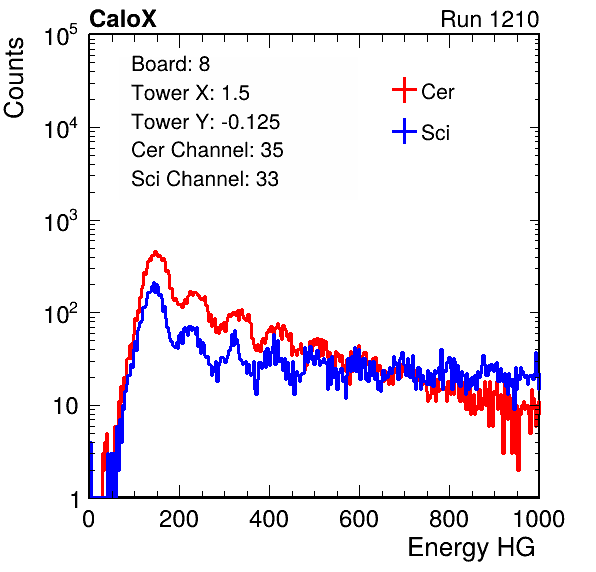 CaloX Run 1210
Counts
10^5
10^4
10^3
10^2
10
1
Board: 8
Tower X: 1.5
Tower Y: -0.125
Cer Channel: 35
Sci Channel: 33
Cer
Sci
0 200 400 600 800 1000
Energy HG